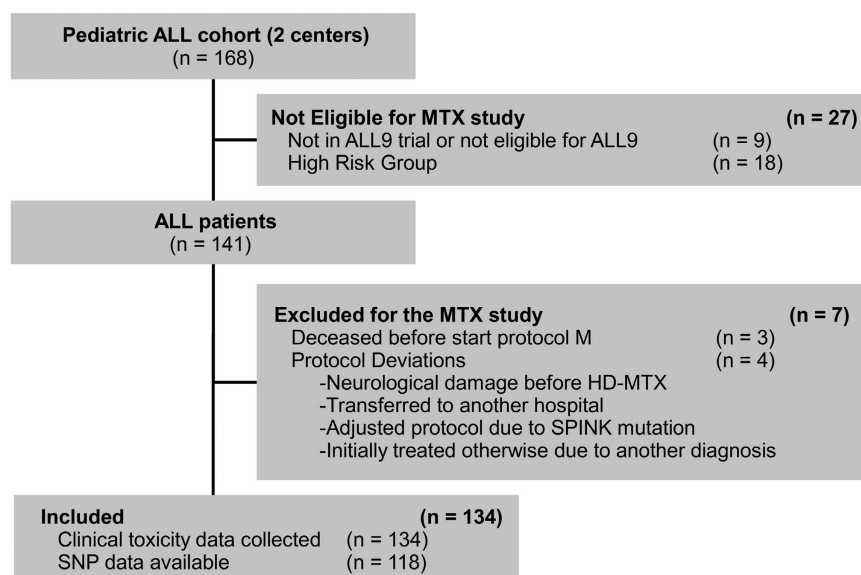 Pediatric ALL cohort (2 centers)
(n = 168)
Not Eligible for MTX study (n = 27)
Not in ALL9 trial or not eligible for ALL9 (n = 9)
High Risk Group (n = 18)
ALL patients
(n = 141)
Excluded for the MTX study (n = 7)
Deceased before start protocol M (n = 3)
Protocol Deviations (n = 4)
-Neurological damage before HD-MTX
-Transferred to another hospital
-Adjusted protocol due to SPINK mutation
-Initially treated otherwise due to another diagnosis
Included (n = 134)
Clinical toxicity data collected (n = 134)
SNP data available (n = 118)